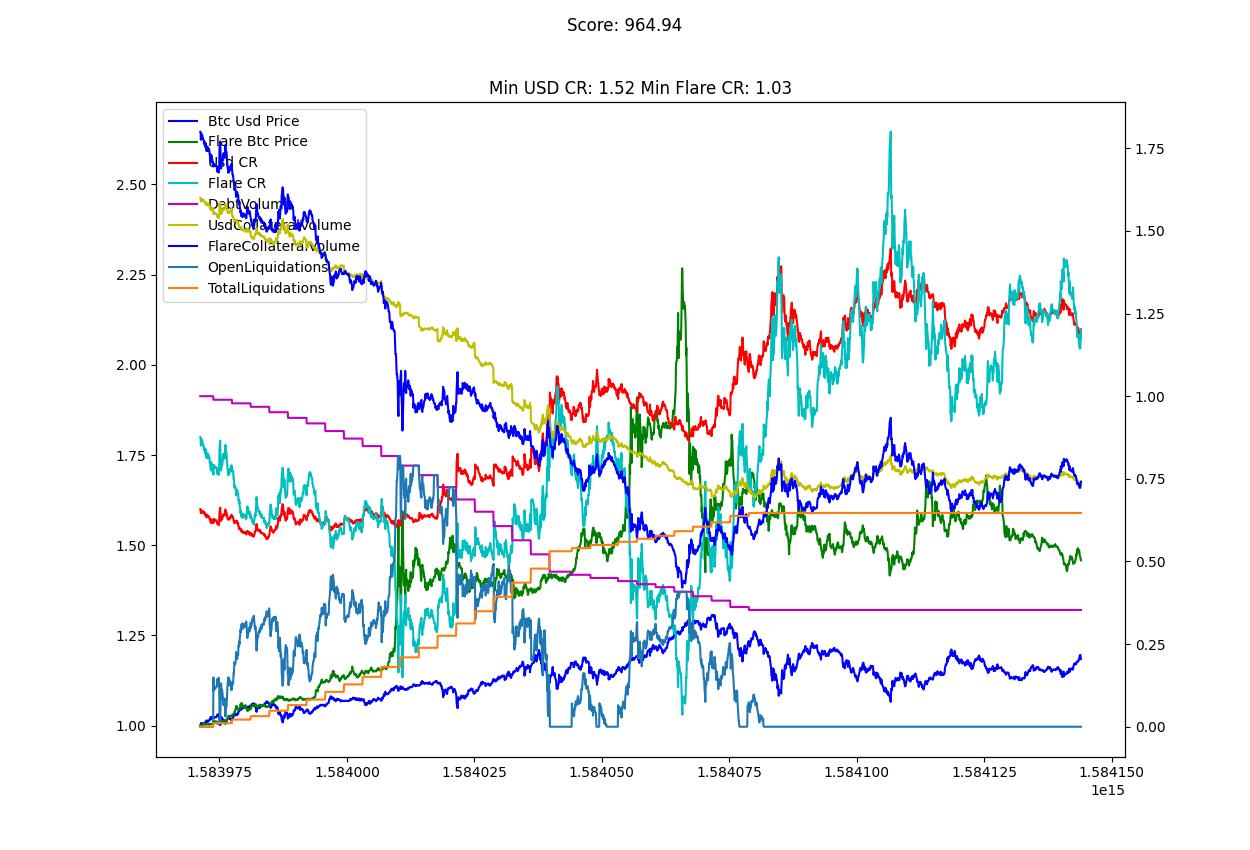 Score: 964.94
Min USD CR: 1.52 Min Flare CR: 1.03
Btc Usd Price
Flare Btc Price
Usd CR
Flare CR
DebtVolume
UsdCollateralVolume
FlareCollateralVolume
OpenLiquidations
TotalLiquidations
2.50
2.25
2.00
1.75
1.50
1.25
1.00
1.75
1.50
1.25
1.00
0.75
0.50
0.25
0.00
1.583975 1.584000 1.584025 1.584050 1.584075 1.584100 1.584125 1.584150
1e15